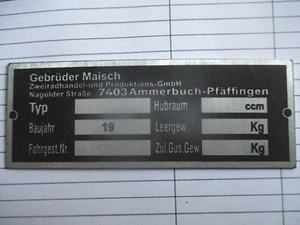 Gebrüder Maisch
Zweiradhandel-und Produktions-GmbH
Nagolder Straße 7403 Ammerbuch-Pfäffingen
Typ Hubraum ccm
Baujahr 19 Leergew. Kg
Fahrgest.Nr. Zul.Gus.Gew Kg